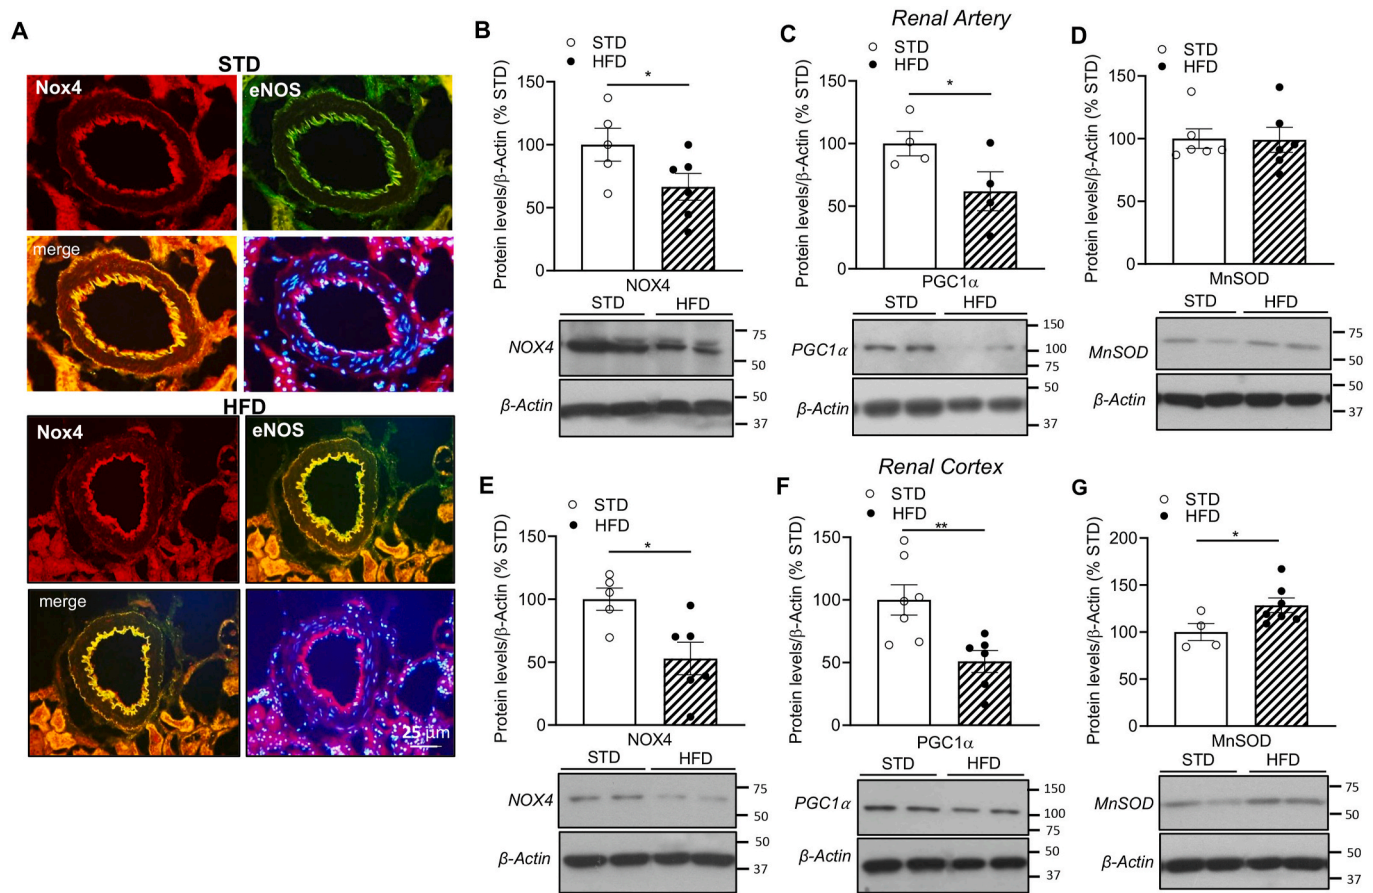 A
STD
Nox4
eNOS
merge
HFD
Nox4
eNOS
merge
25 µm
Renal Artery
B
STD
HFD
Protein levels/β-Actin (% STD)
150
100
50
0
*
NOX4
STD HFD
NOX4
75
50
β-Actin
50
37
C
STD
HFD
Protein levels/β-Actin (% STD)
150
100
50
0
*
PGC1α
STD HFD
PGC1α
150
100
75
β-Actin
50
37
D
STD
HFD
Protein levels/β-Actin (% STD)
150
100
50
0
MnSOD
STD HFD
MnSOD
75
50
β-Actin
50
37
Renal Cortex
E
STD
HFD
Protein levels/β-Actin (% STD)
150
100
50
0
*
NOX4
STD HFD
NOX4
75
50
β-Actin
50
37
F
STD
HFD
Protein levels/β-Actin (% STD)
150
100
50
0
**
PGC1α
STD HFD
PGC1α
150
100
75
β-Actin
50
37
G
STD
HFD
Protein levels/β-Actin (% STD)
200
150
100
50
0
*
MnSOD
STD HFD
MnSOD
75
50
β-Actin
50
37